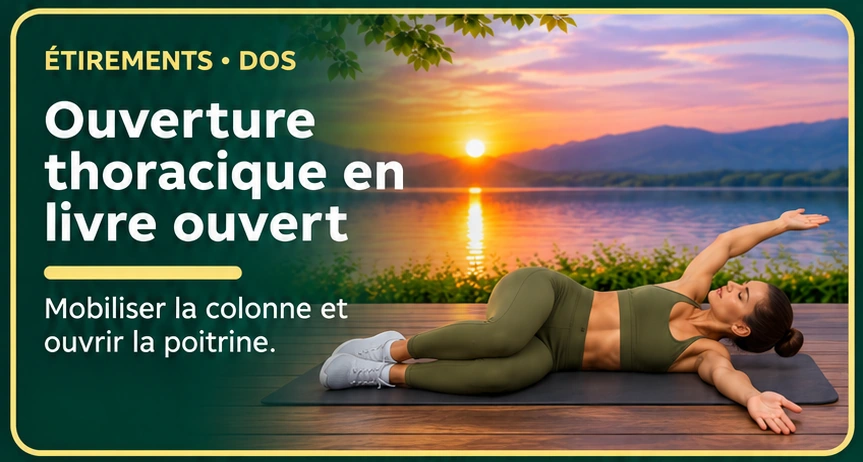 ÉTIREMENTS • DOS
Ouverture
thoracique en
livre ouvert
Mobiliser la colonne et
ouvrir la poitrine.